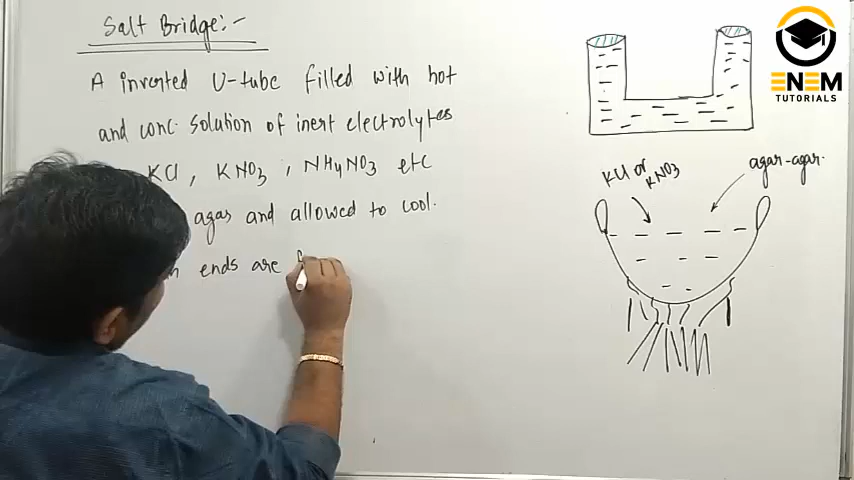 Salt Bridge:-
A inverted U-tube filled with hot
and conc. solution of inert electrolytes
KCl, KNO3, NH4NO3 etc
agar and allowed to cool.
ends are
KCl or
KNO3
agar-agar.
ENEM
TUTORIALS